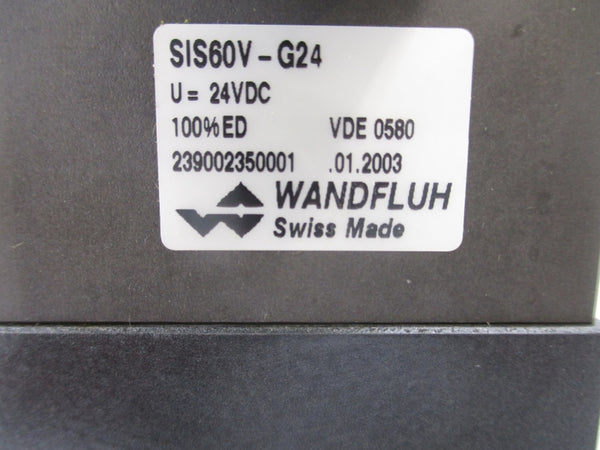 SIS60V-G24
U= 24VDC
100%ED VDE 0580
239002350001 .01.2003
WANDFLUH
Swiss Made